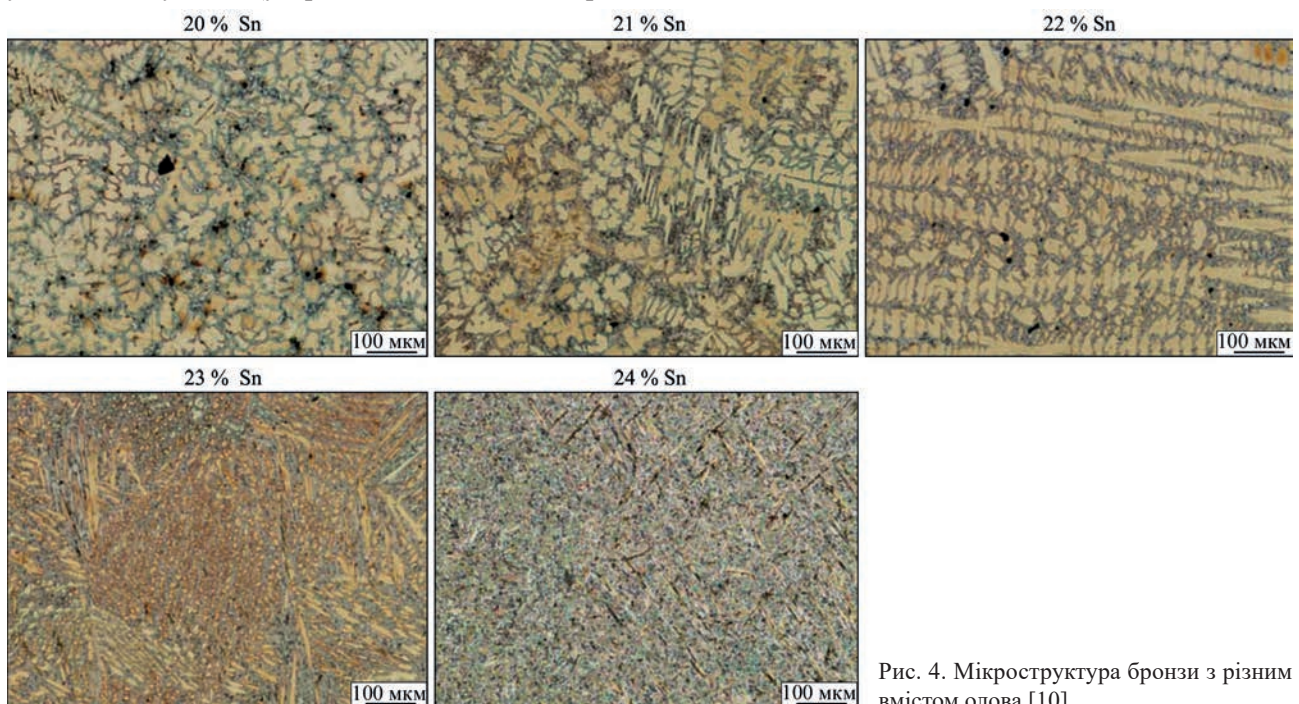 20 % Sn
21 % Sn
22 % Sn
100 мкм
100 мкм
100 мкм
23 % Sn
24 % Sn
100 мкм
100 мкм
Рис. 4. Мікроструктура бронзи з різним
вмістом олова [10]